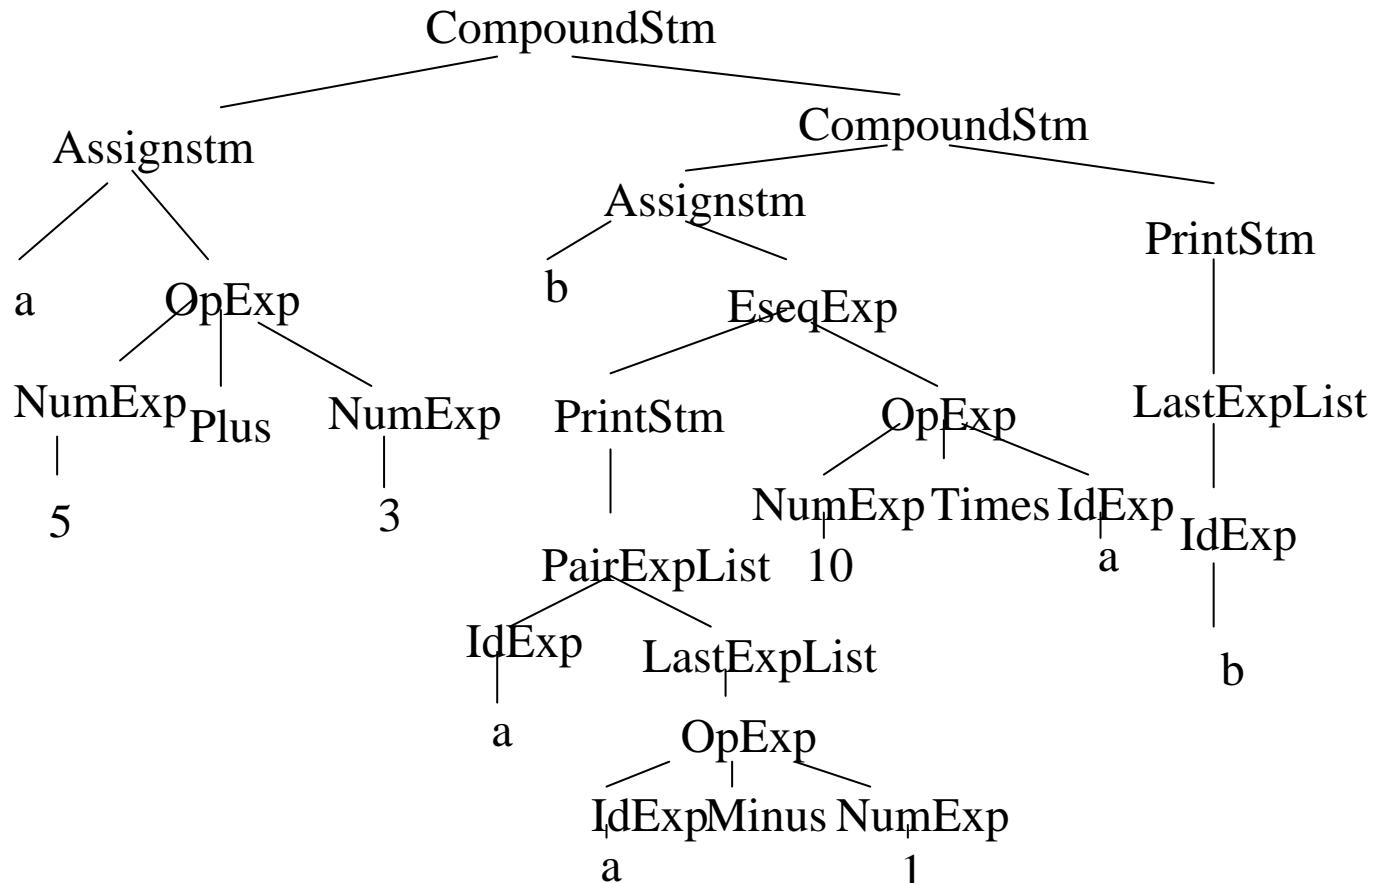 CompoundStm
Assignstm CompoundStm
Assignstm PrintStm
a OpExp b EseqExp
NumExp Plus NumExp PrintStm OpExp LastExpList
5 3 NumExp Times IdExp IdExp
PairExpList 10 a
IdExp LastExpList b
a OpExp
IdExp Minus NumExp
a 1